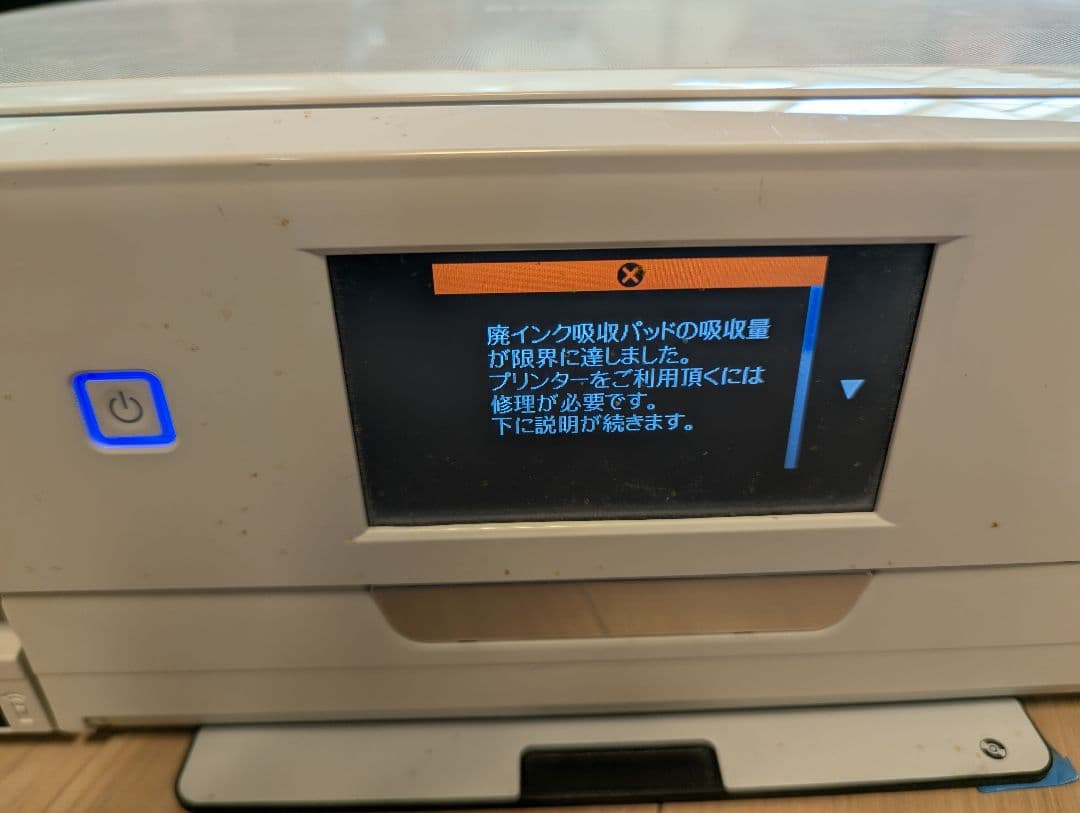 廃インク吸収パッドの吸収量
が限界に達しました。
プリンターをご利用頂くには
修理が必要です。
下に説明が続きます。